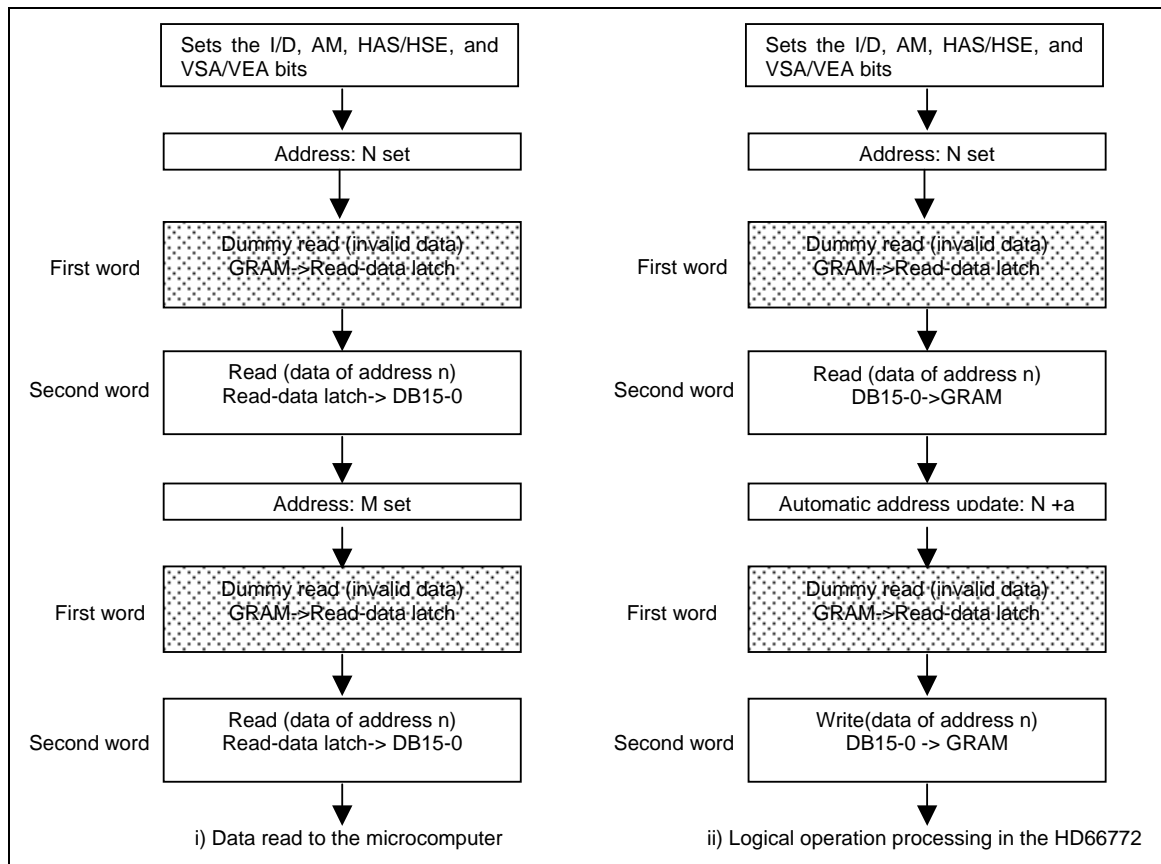 Sets the I/D, AM, HAS/HSE, and
VSA/VEA bits
Address: N set
First word
Dummy read (invalid data)
GRAM->Read-data latch
Second word
Read (data of address n)
Read-data latch-> DB15-0
Address: M set
First word
Dummy read (invalid data)
GRAM->Read-data latch
Second word
Read (data of address n)
Read-data latch-> DB15-0
i) Data read to the microcomputer
Sets the I/D, AM, HAS/HSE, and
VSA/VEA bits
Address: N set
First word
Dummy read (invalid data)
GRAM->Read-data latch
Second word
Read (data of address n)
DB15-0->GRAM
Automatic address update: N +a
First word
Dummy read (invalid data)
GRAM->Read-data latch
Second word
Write(data of address n)
DB15-0 -> GRAM
ii) Logical operation processing in the HD66772